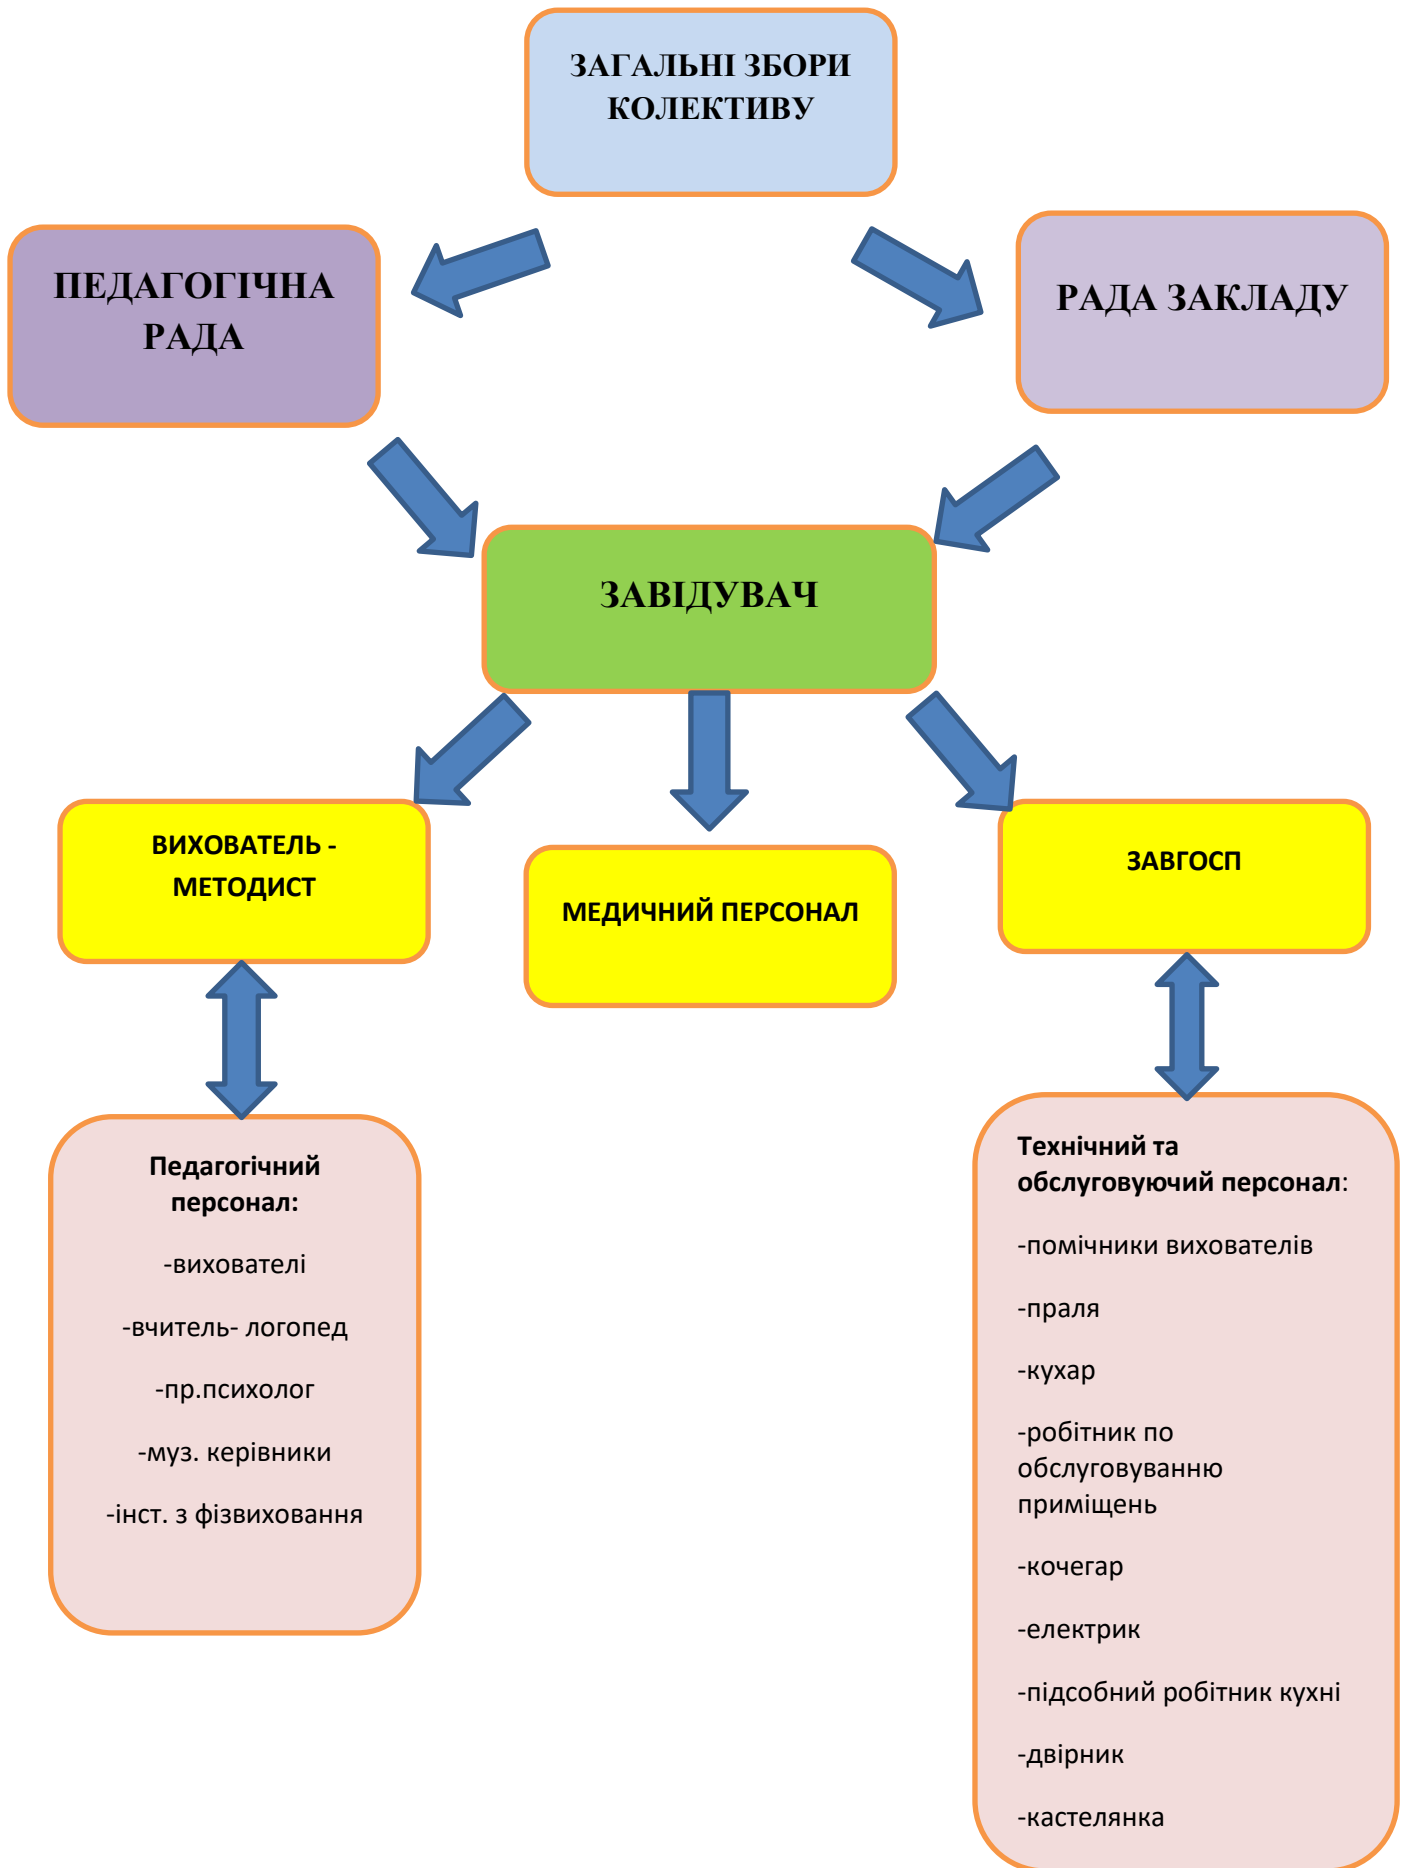 ЗАГАЛЬНІ ЗБОРИ
КОЛЕКТИВУ
ПЕДАГОГІЧНА
РАДА
РАДА ЗАКЛАДУ
ЗАВІДУВАЧ
ВИХОВАТЕЛЬ -
МЕТОДИСТ
МЕДИЧНИЙ ПЕРСОНАЛ
ЗАВГОСП
Педагогічний
персонал:
-вихователі
-вчитель- логопед
-пр.психолог
-муз. керівники
-інст. з фізвиховання
Технічний та
обслуговуючий персонал:
-помічники вихователів
-праля
-кухар
-робітник по
обслуговуванню
приміщень
-кочегар
-електрик
-підсобний робітник кухні
-двірник
-кастелянка